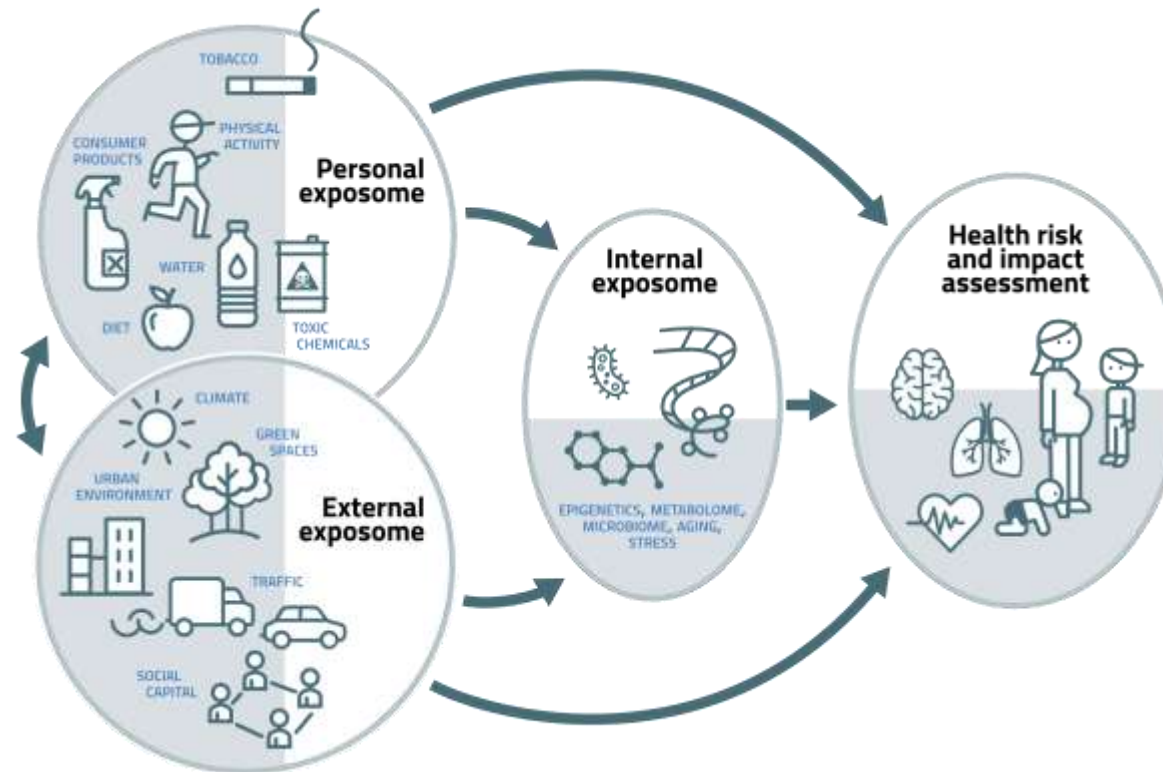 TOBACCO
PHYSICAL
ACTIVITY
CONSUMER
PRODUCTS
Personal
exposome
WATER
DIET
TOXIC
CHEMICALS
CLIMATE
GREEN
SPACES
URBAN
ENVIRONMENT
External
exposome
TRAFFIC
SOCIAL
CAPITAL
Internal
exposome
EPIGENETICS, METABOLOME,
MICROBIOME, AGING,
STRESS
Health risk
and impact
assessment